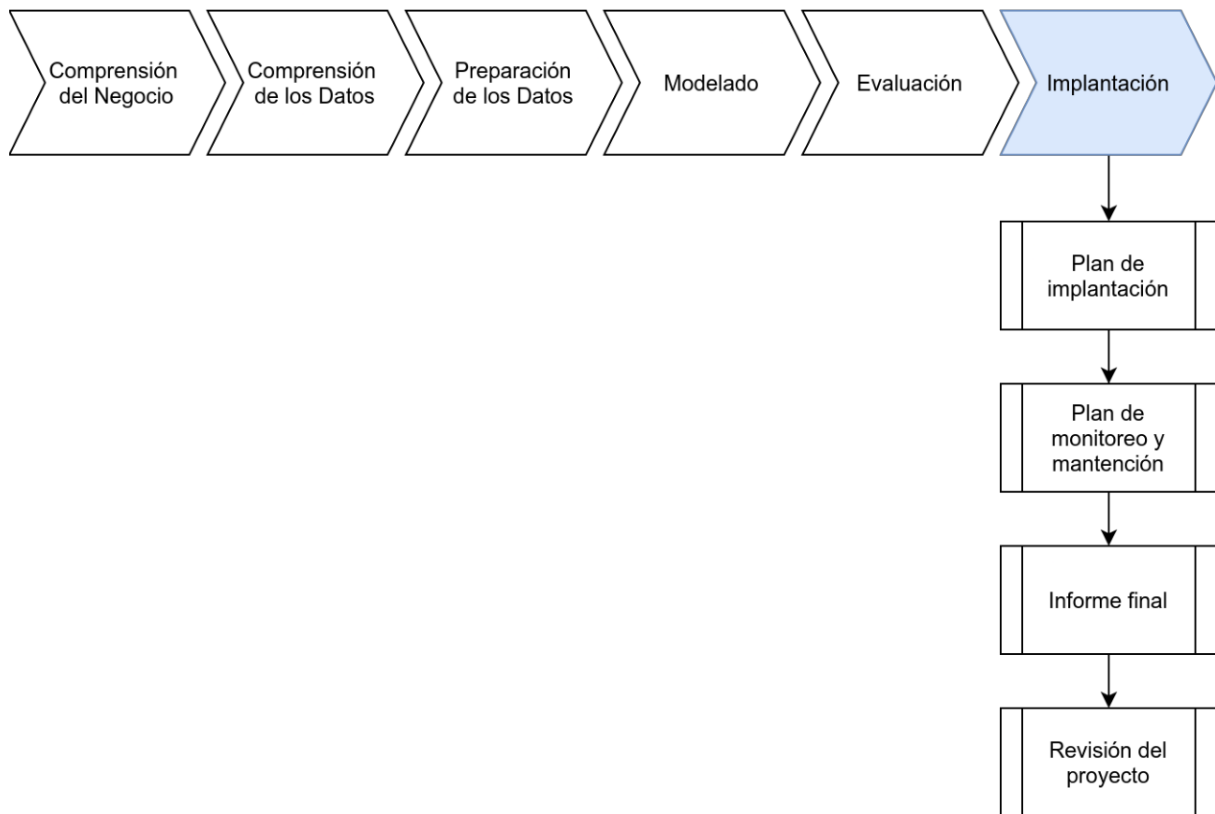 Comprensión
del Negocio
Comprensión
de los Datos
Preparación
de los Datos
Modelado
Evaluación
Implantación
Plan de
implantación
Plan de
monitoreo y
mantención
Informe final
Revisión del
proyecto